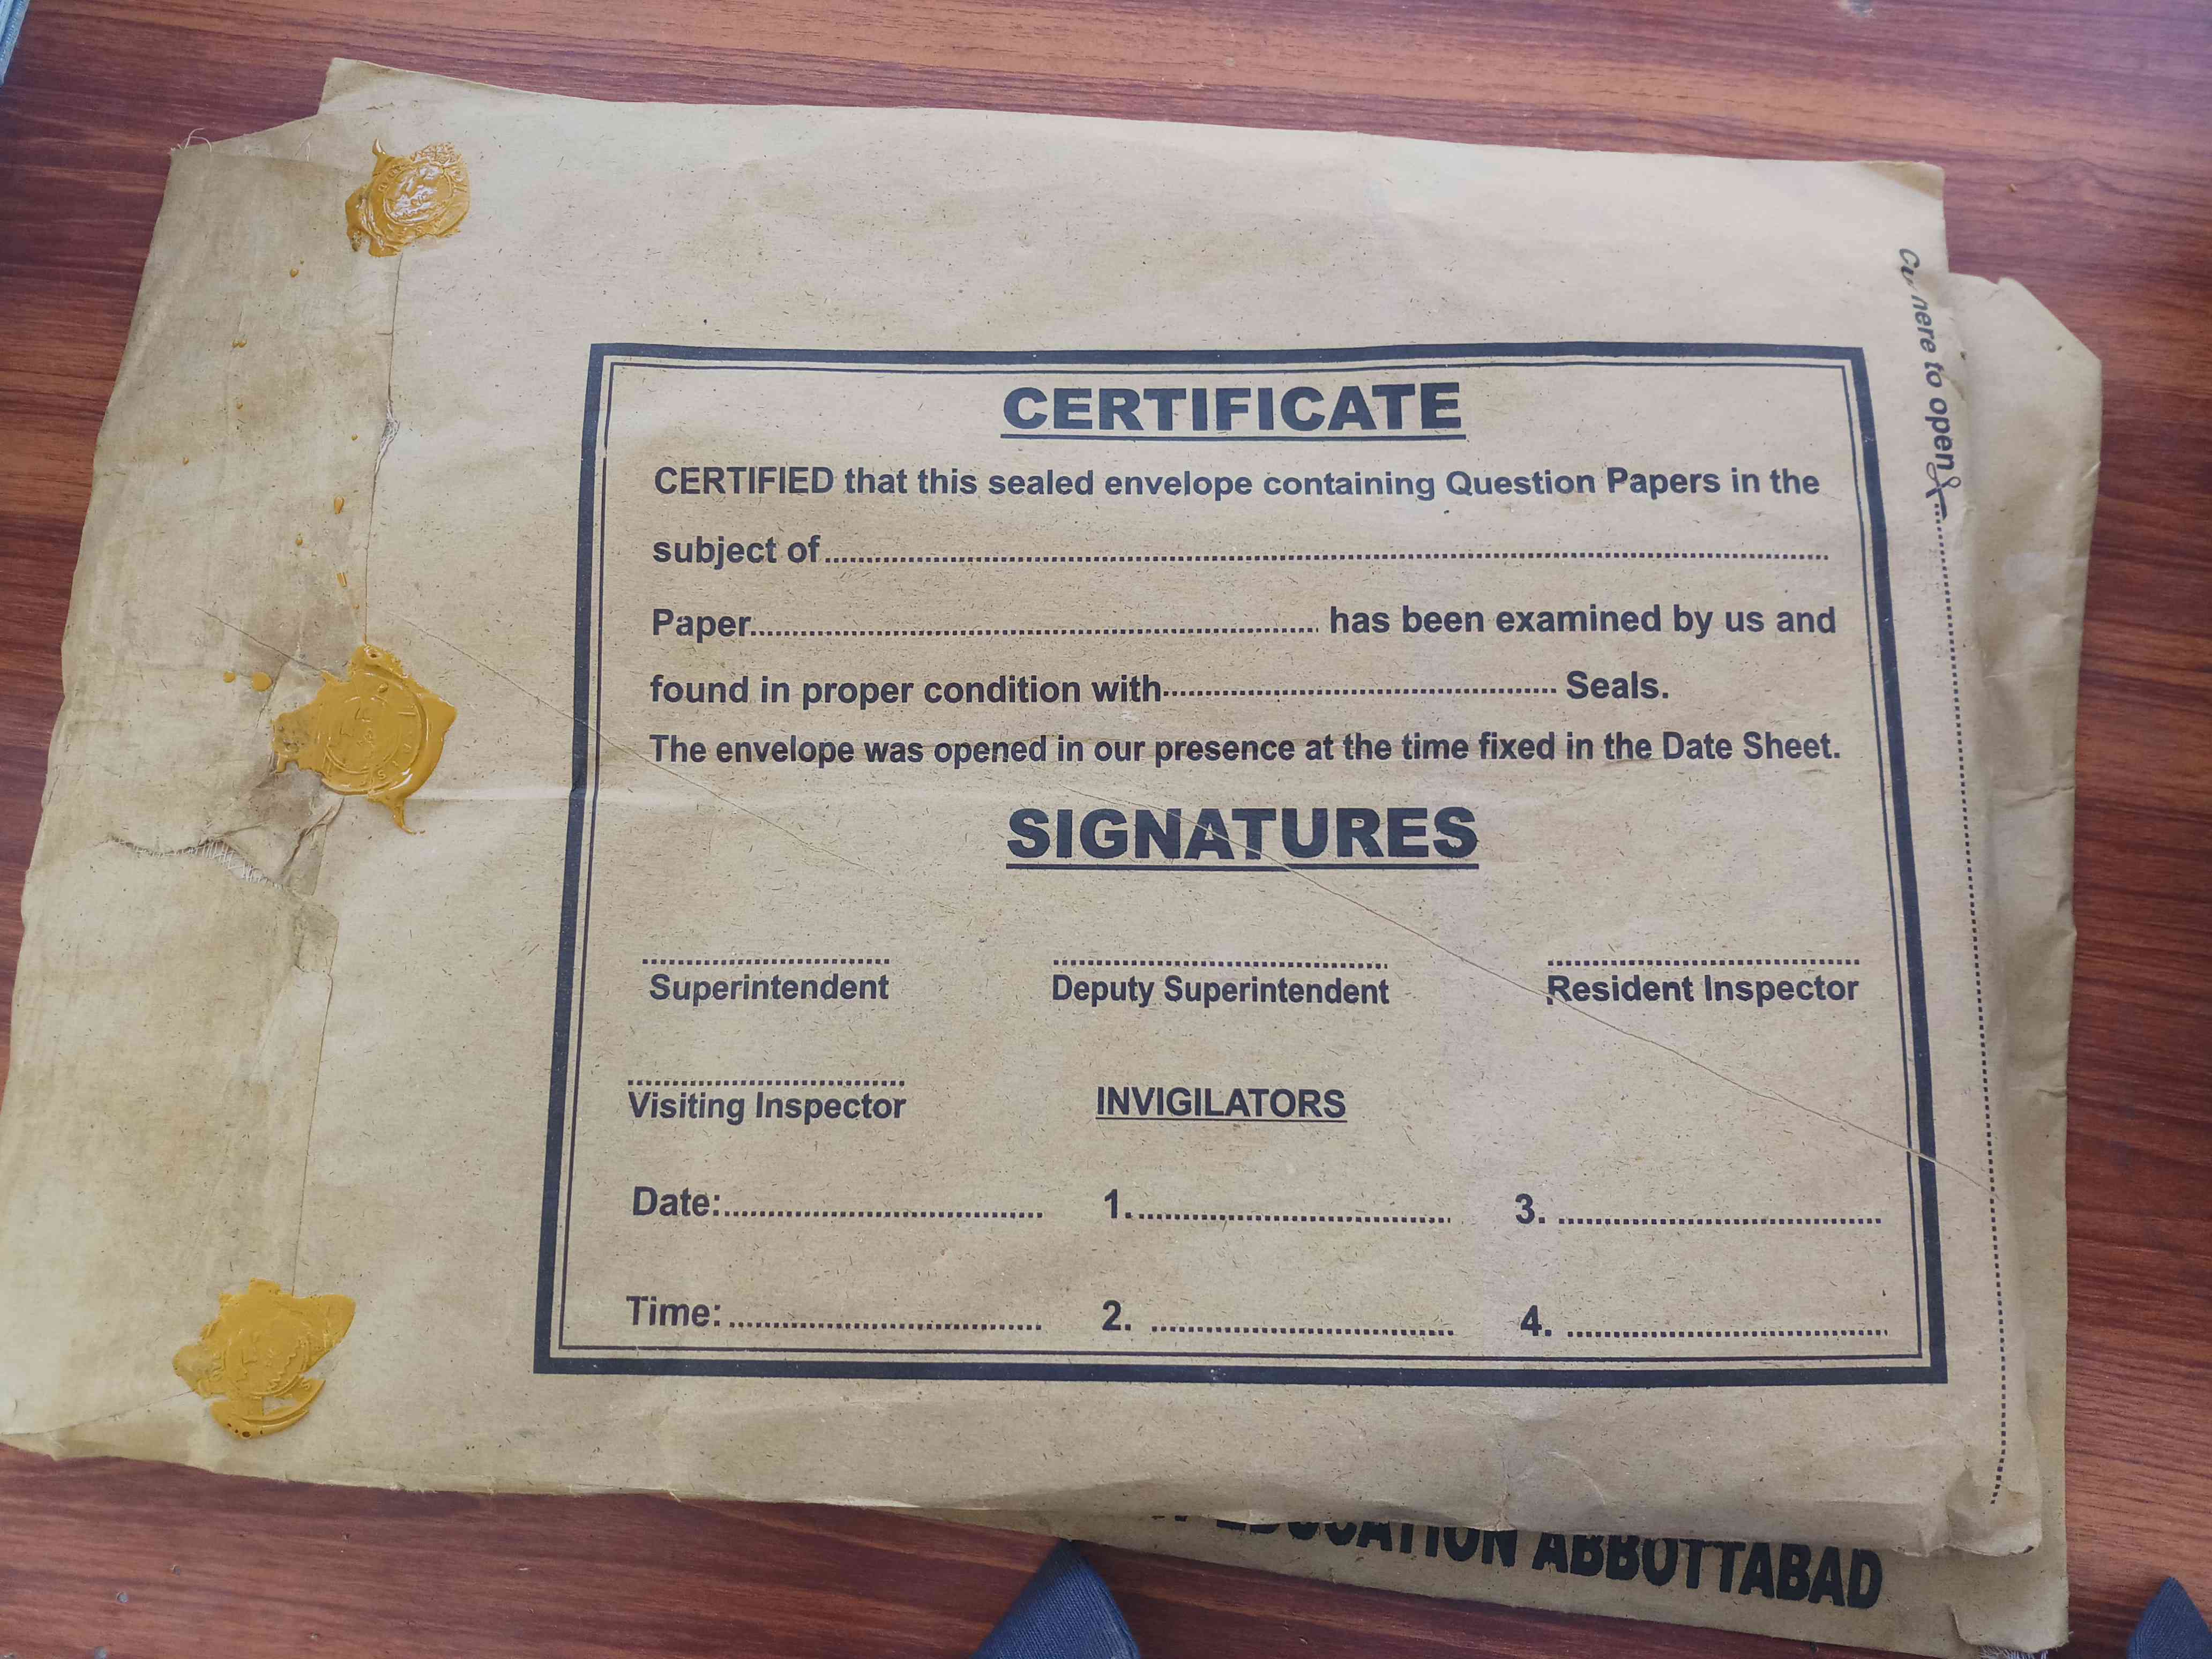 CERTIFICATE
CERTIFIED that this sealed envelope containing Question Papers in the
subject of
Paper has been examined by us and
found in proper condition with Seals.
The envelope was opened in our presence at the time fixed in the Date Sheet.
SIGNATURES
Superintendent Deputy Superintendent Resident Inspector
Visiting Inspector INVIGILATORS
Date: 1. 3.
Time: 2. 4.
to open
EDUCATION ABBOTTABAD